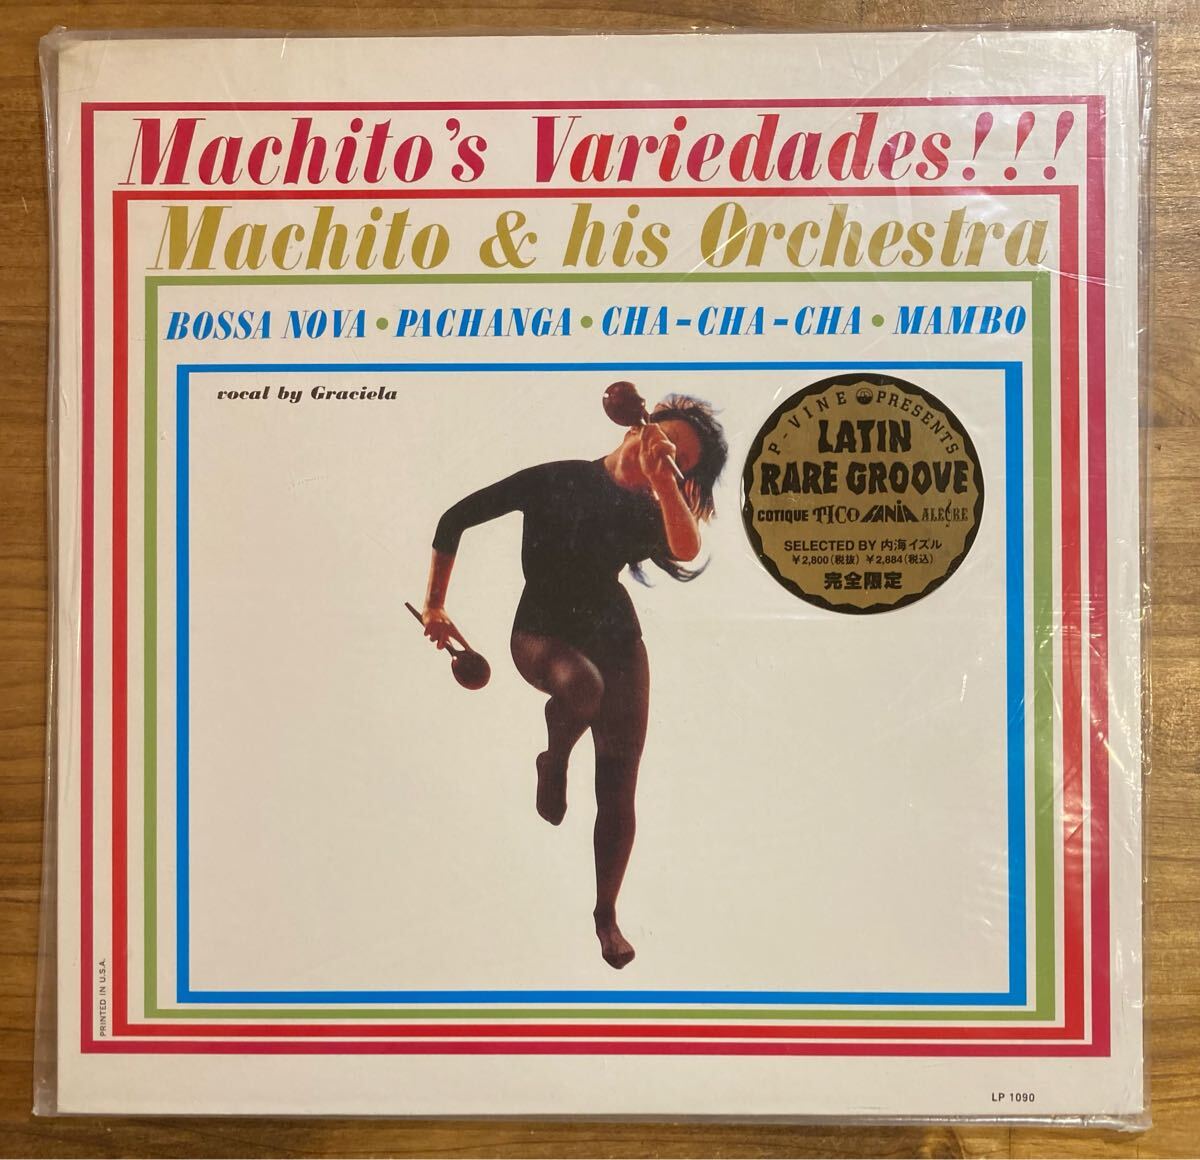 Machito's Variedades!!!
Machito & his Orchestra
BOSSA NOVA • PACHANGA • CHA-CHA-CHA • MAMBO
vocal by Graciela
P-VINE PRESENTS
LATIN
RARE GROOVE
COTIQUE TICO FANIA ALEGRE
SELECTED BY 内海イズル
¥2,800(税抜) ¥2,884(税込)
完全限定
PRINTED IN U.S.A.
LP 1090